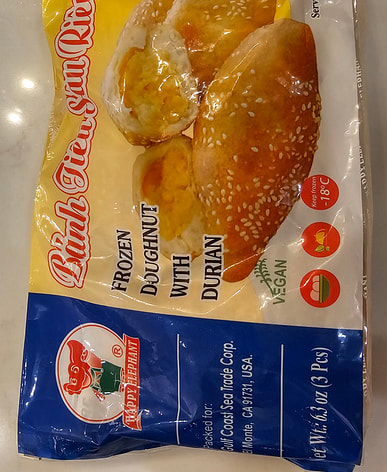 Bánh Tiêu Sầu Riêng
FROZEN
DOUGHNUT
WITH
DURIAN
VEGAN
Keep frozen
-18°C
HAPPY ELEPHANT
®
Packed for:
Gulf Coast Sea Trade Corp.
El Monte, CA 91731, USA.
Net Wt: 6.3 oz (3 Pcs)